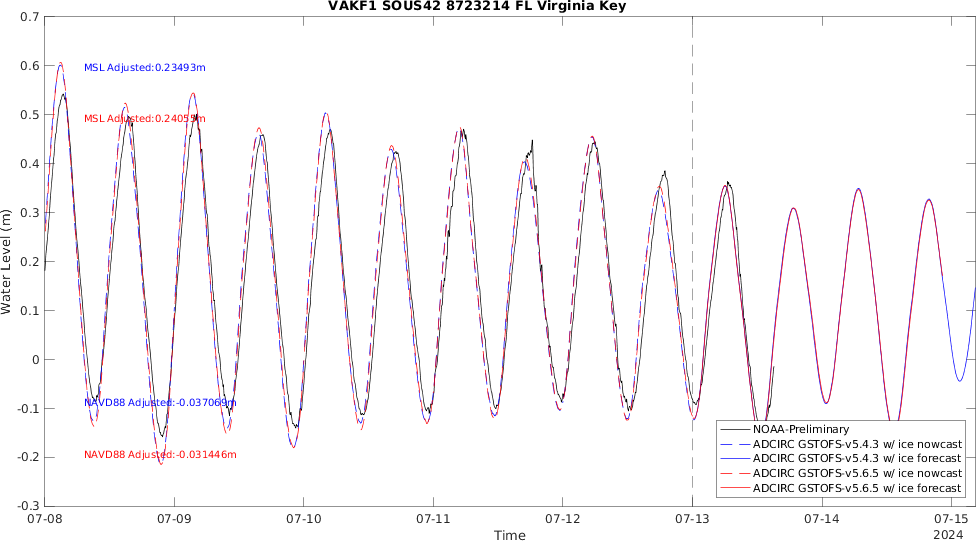 VAKF1 SOUS42 8723214 FL Virginia Key
0.7
0.6
0.5
0.4
0.3
0.2
0.1
0
-0.1
-0.2
-0.3
Water Level (m)
MSL Adjusted:0.23493m
MSL Adjusted:0.24055m
NAVD88 Adjusted:-0.037069m
NAVD88 Adjusted:-0.031446m
NOAA-Preliminary
ADCIRC GSTOFS-v5.4.3 w/ ice nowcast
ADCIRC GSTOFS-v5.4.3 w/ ice forecast
ADCIRC GSTOFS-v5.6.5 w/ ice nowcast
ADCIRC GSTOFS-v5.6.5 w/ ice forecast
07-08 07-09 07-10 07-11 07-12 07-13 07-14 07-15
Time
2024